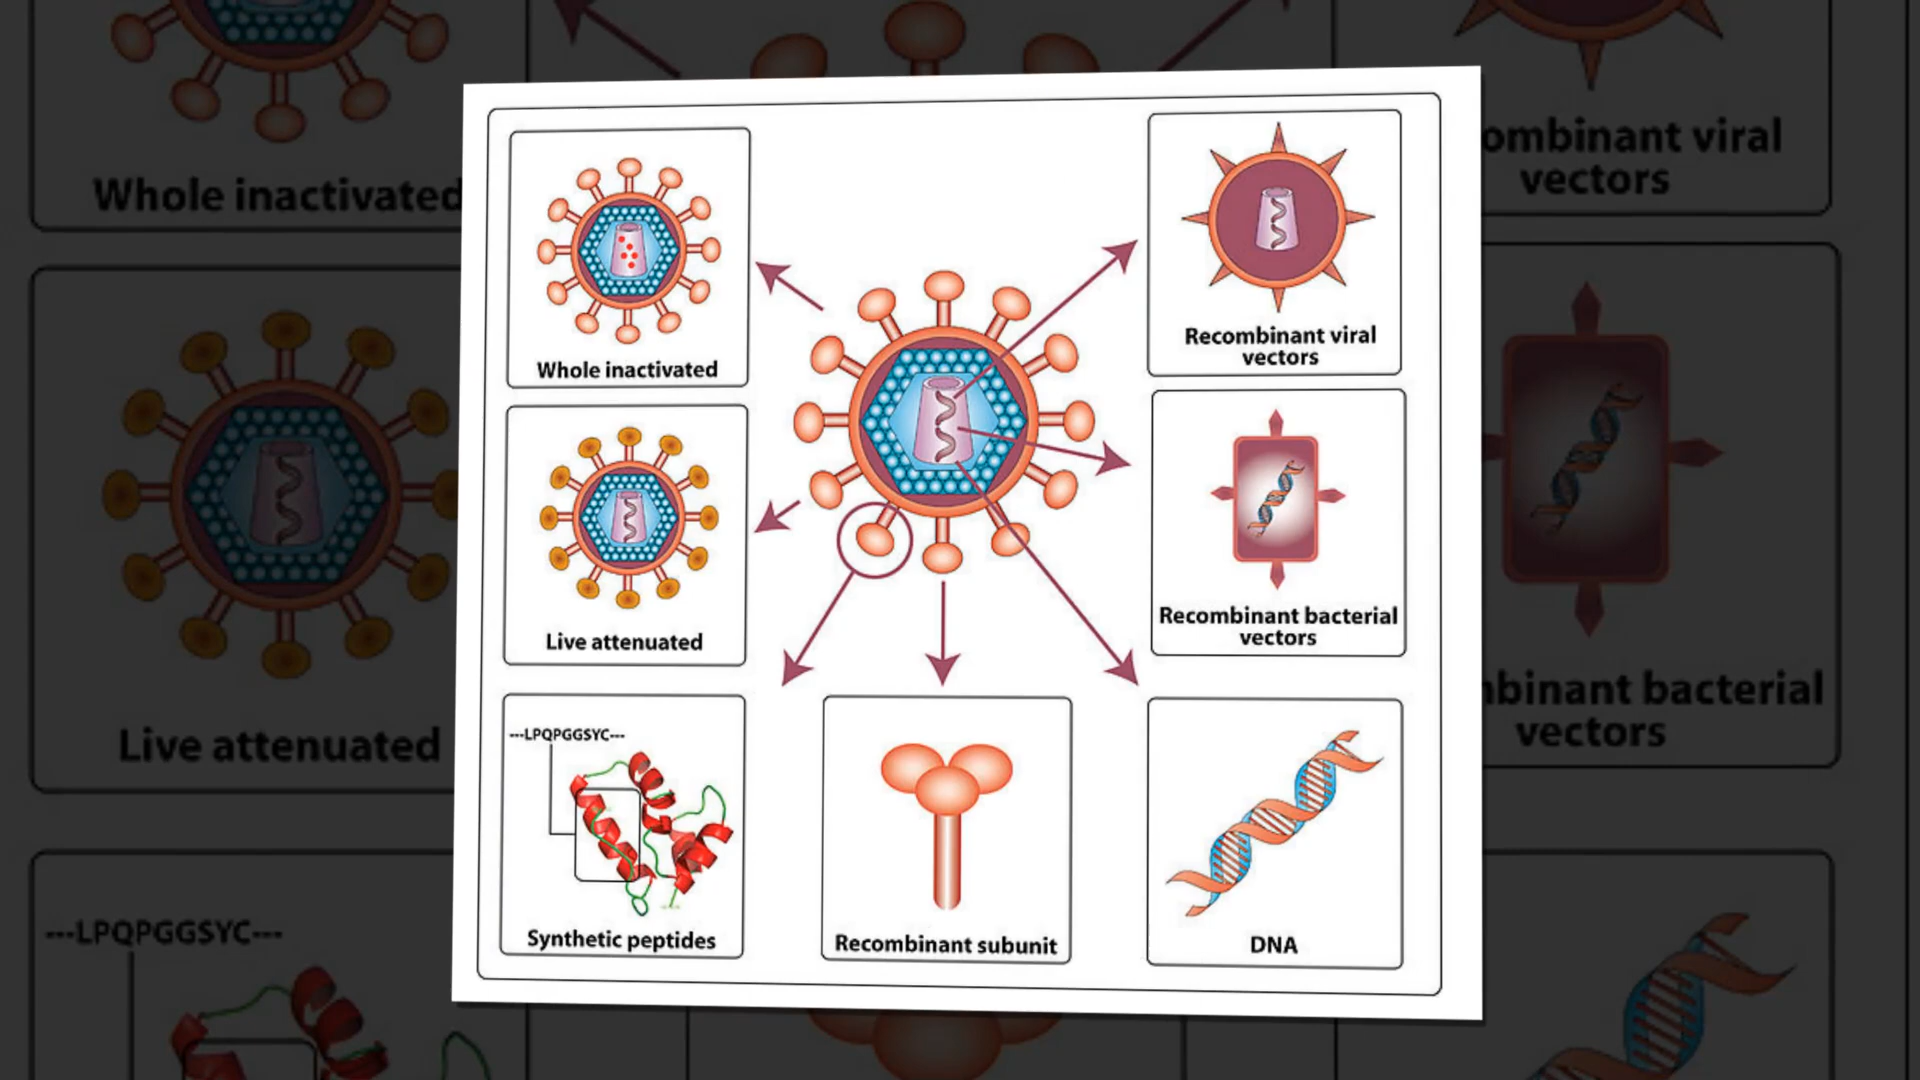 Whole inactivated
Recombinant viral
vectors
Live attenuated
Recombinant bacterial
vectors
---LPQPGGSYC---
Synthetic peptides
Recombinant subunit
DNA
Whole inactivated
ombinant viral
vectors
Live attenuated
binant bacterial
vectors
---LPQPGGSYC---